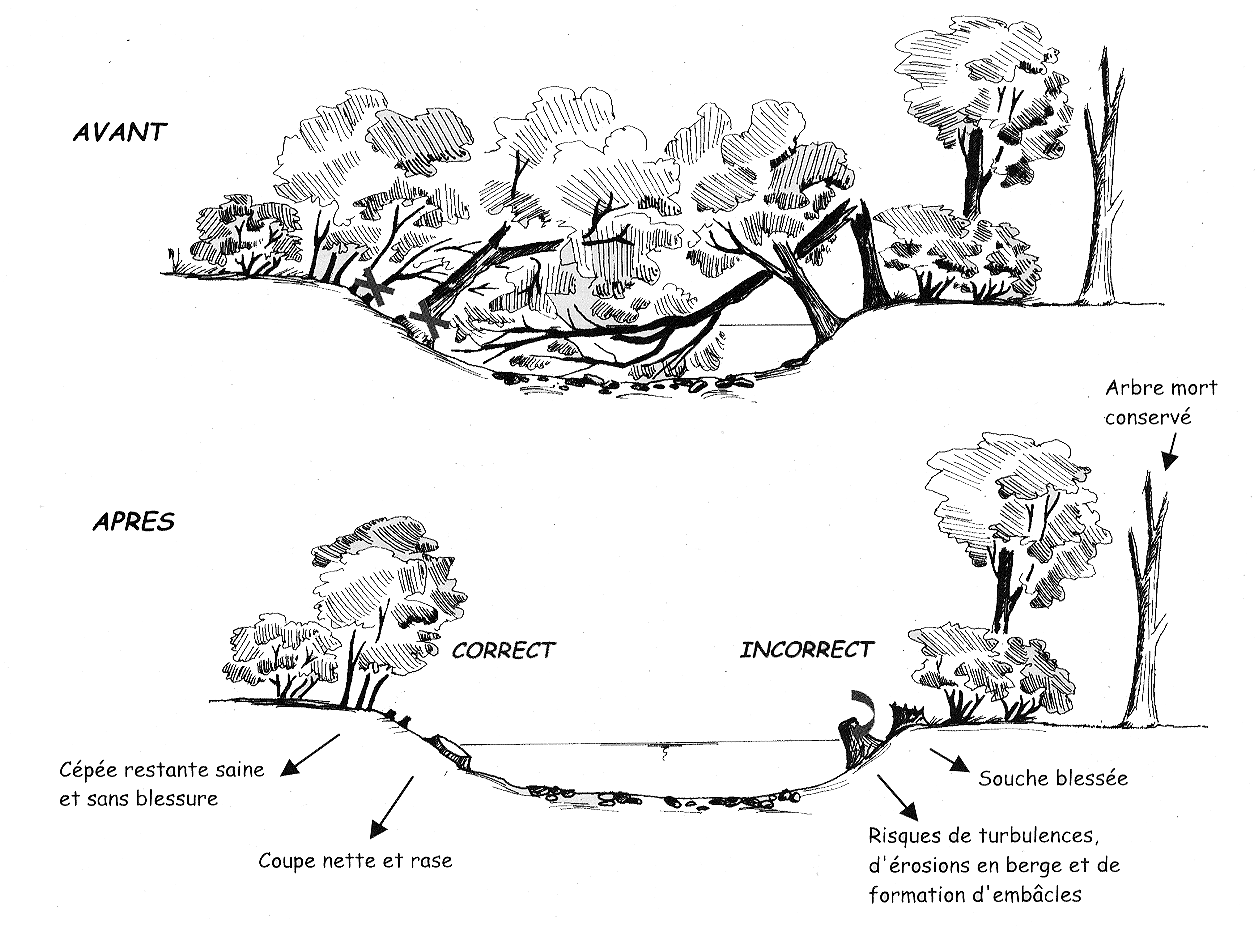 AVANT
Arbre mort
conservé
APRES
CORRECT
INCORRECT
Cépée restante saine
et sans blessure
Souche blessée
Coupe nette et rase
Risques de turbulences,
d'érosions en berge et de
formation d'embâcles